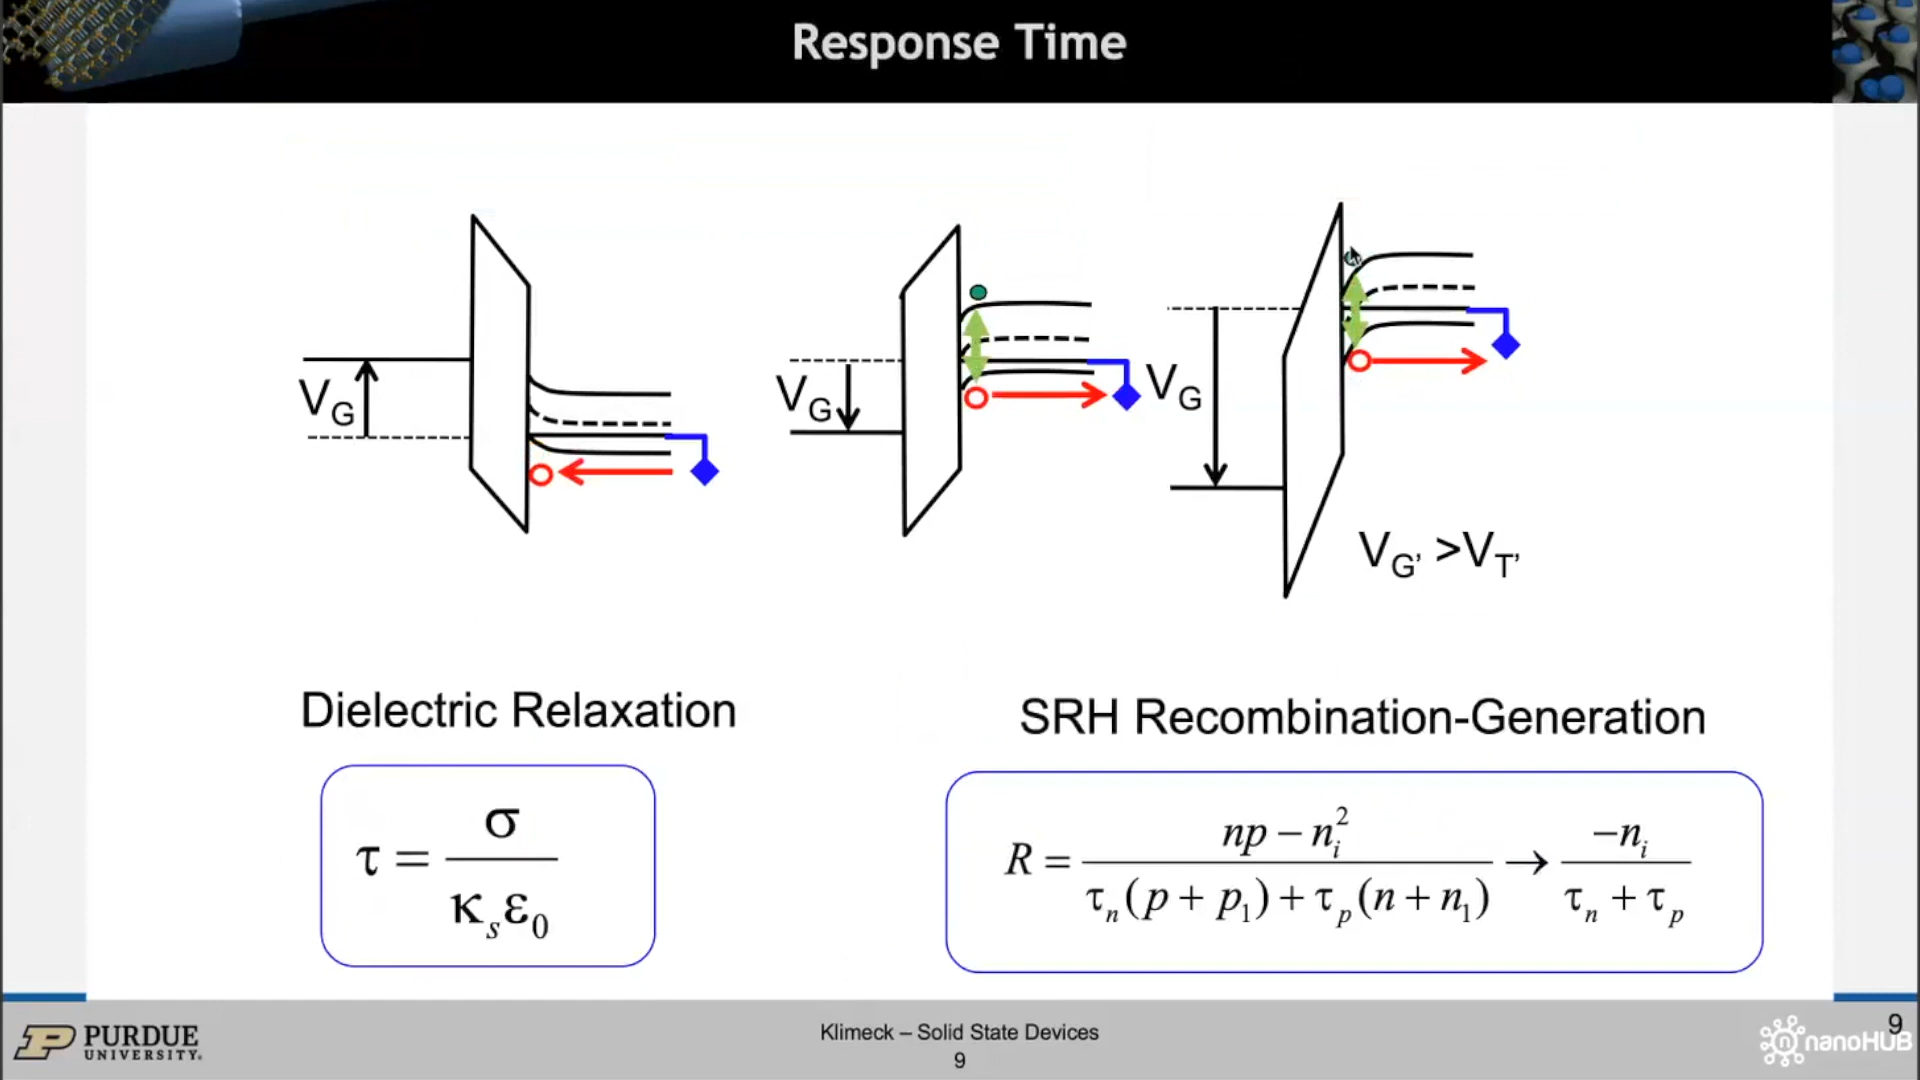 Response Time
V_G
V_G
V_G
V_G' >V_T'
Dielectric Relaxation
SRH Recombination-Generation
τ = σ / κ_s ε_0
R = (np − n_i^2) / (τ_n (p + p_1) + τ_p (n + n_1)) → −n_i / (τ_n + τ_p)
PURDUE
UNIVERSITY.
Klimeck – Solid State Devices
9
9
nanoHUB